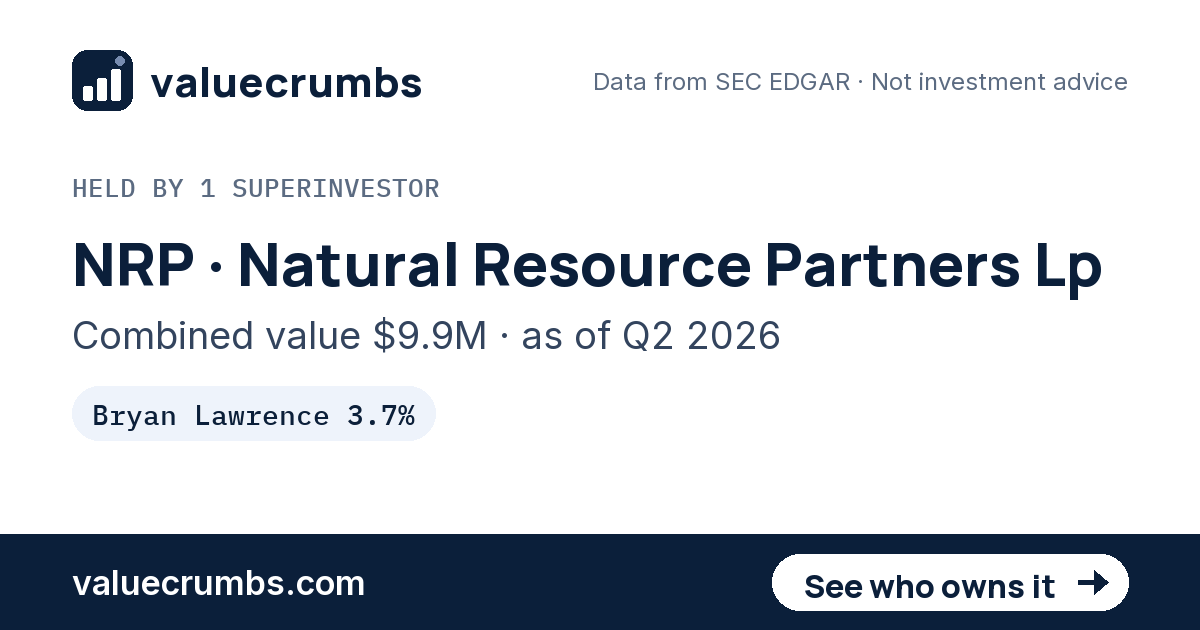 valuecrumbs
Data from SEC EDGAR · Not investment advice
HELD BY 1 SUPERINVESTOR
NRP · Natural Resource Partners Lp
Combined value $9.9M · as of Q2 2026
Bryan Lawrence 3.7%
valuecrumbs.com
See who owns it →